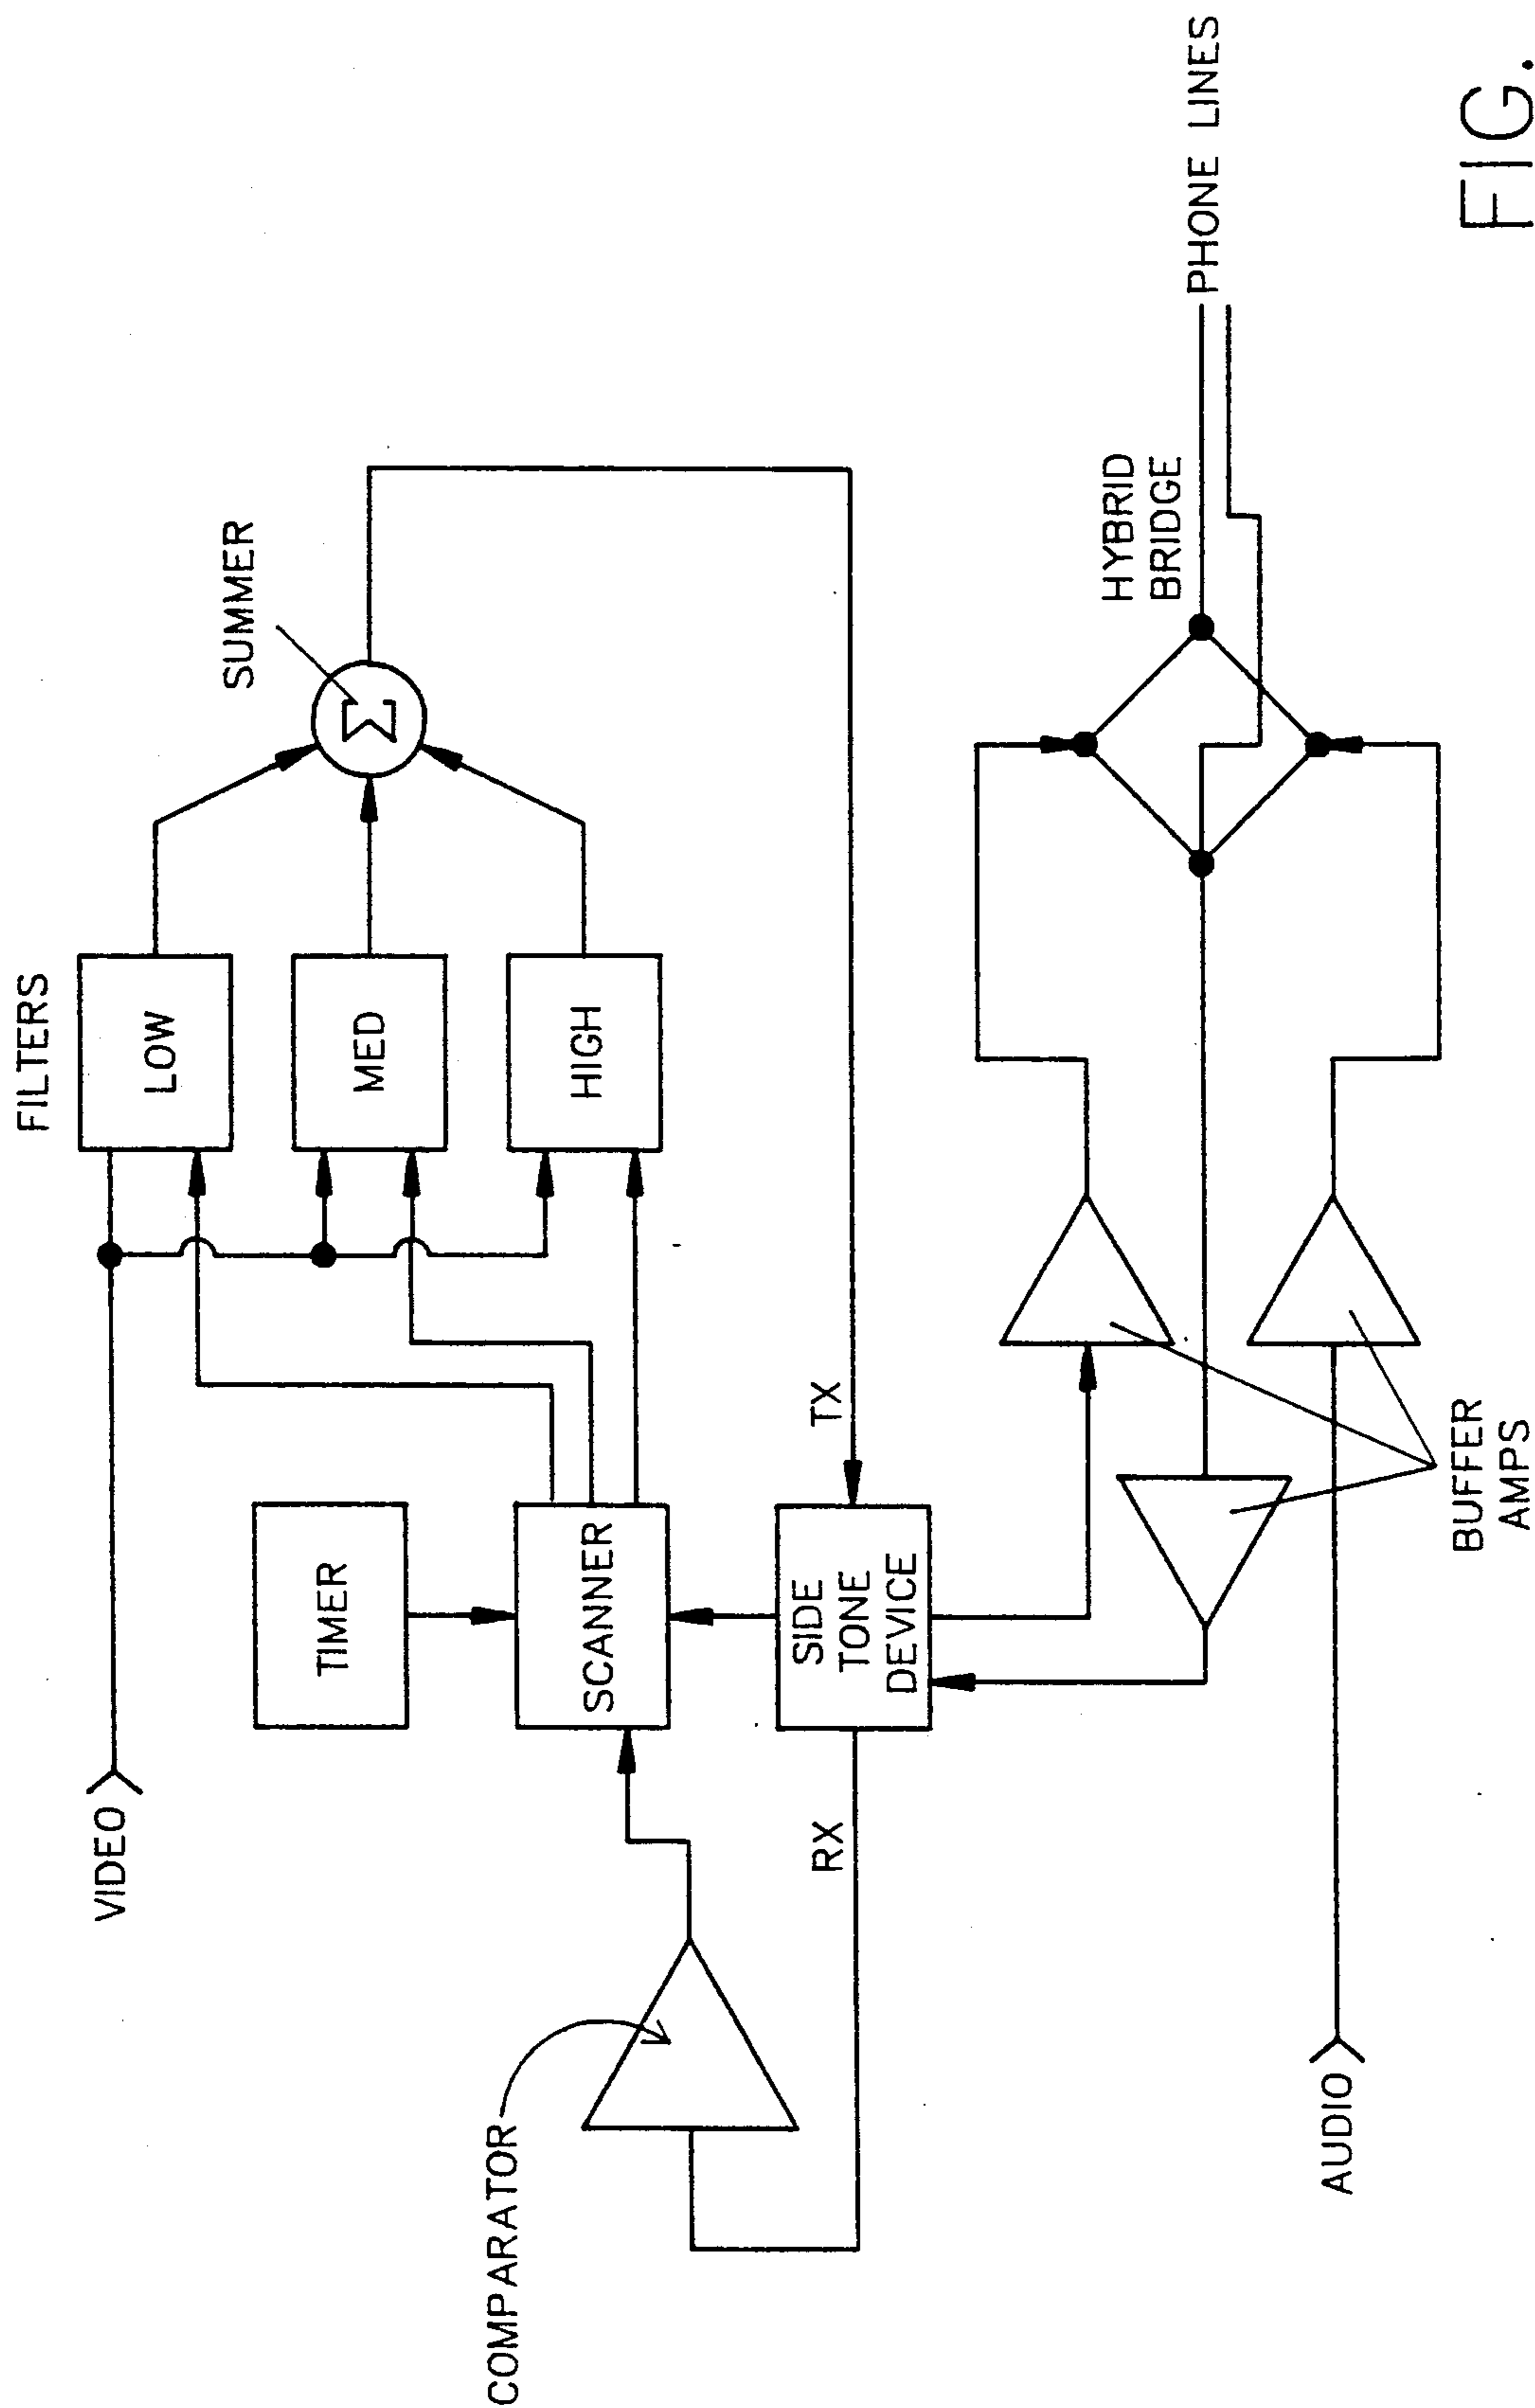 FILTERS
VIDEO
LOW
SUMMER
TIMER
MED
Σ
COMPARATOR
SCANNER
HIGH
RX
SIDE
TONE
DEVICE
TX
HYBRID
BRIDGE
PHONE LINES
AUDIO
BUFFER
AMPS
FIG.